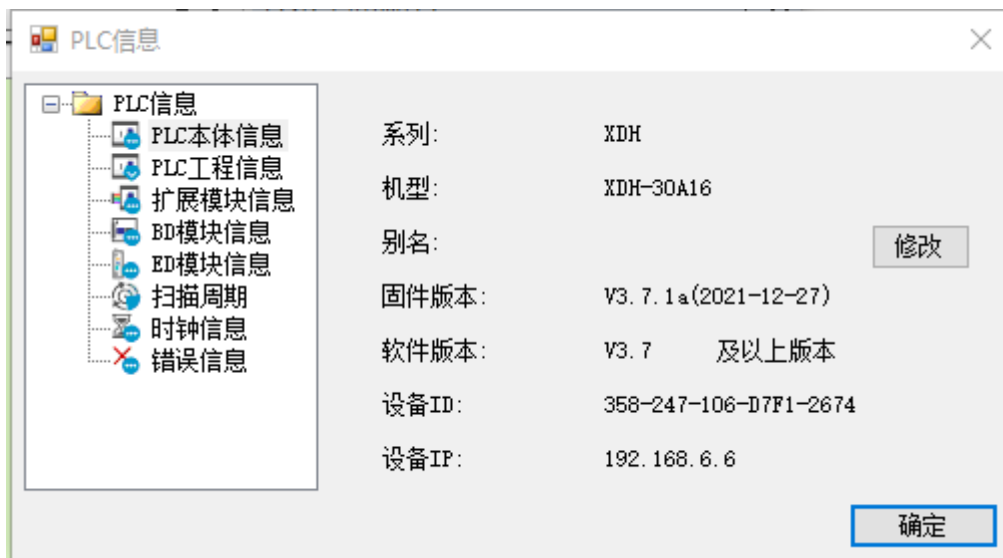 PLC信息
PLC信息
PLC本体信息
PLC工程信息
扩展模块信息
BD模块信息
ED模块信息
扫描周期
时钟信息
错误信息
系列: XDH
机型: XDH-30A16
别名: 修改
固件版本: V3.7.1a(2021-12-27)
软件版本: V3.7 及以上版本
设备ID: 358-247-106-D7F1-2674
设备IP: 192.168.6.6
确定